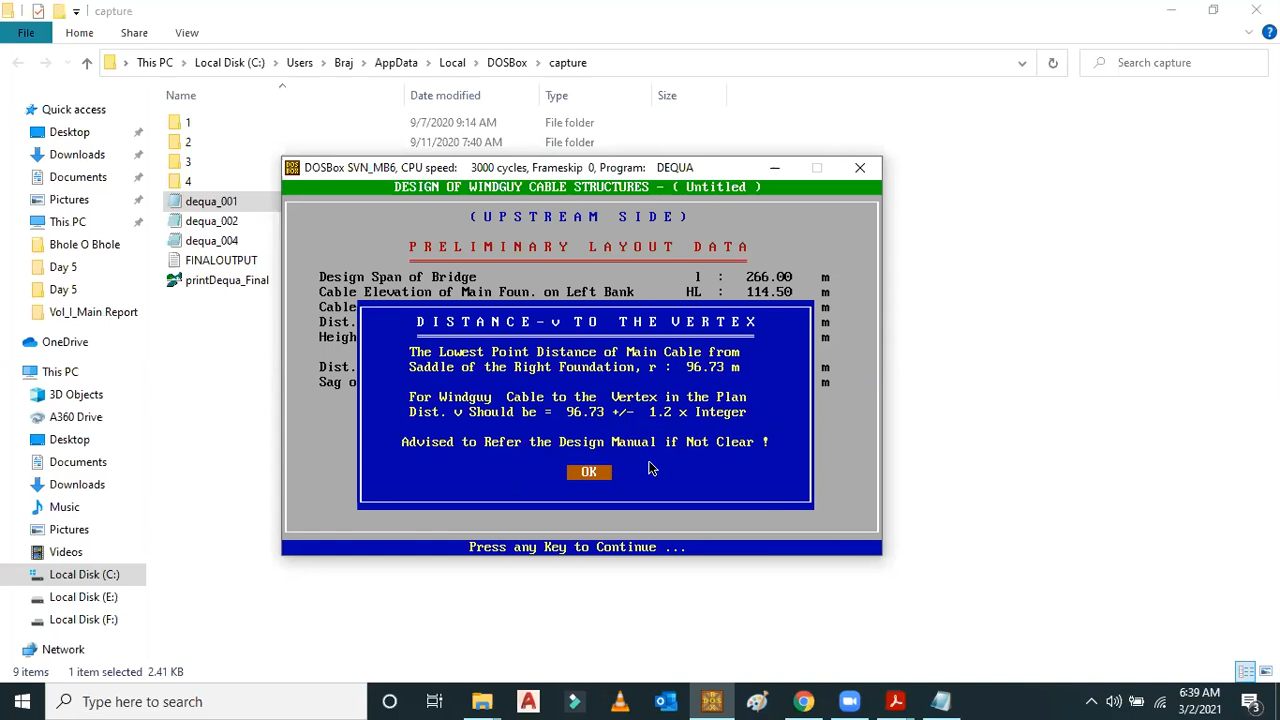 capture
File Home Share View
This PC Local Disk (C:) Users Braj AppData Local DOSBox capture
Search capture
Name Date modified Type Size
Quick access
Desktop
Downloads
Documents
Pictures
This PC
Bhole O Bhole
Day 5
Day 5
Vol_I_Main Report
OneDrive
This PC
3D Objects
A360 Drive
Desktop
Documents
Downloads
Music
Pictures
Videos
Local Disk (C:)
Local Disk (E:)
Local Disk (F:)
Network
1 9/7/2020 9:14 AM File folder
2 9/11/2020 7:40 AM File folder
3
4
dequa_001
dequa_002
dequa_004
FINALOUTPUT
printDequa_Final
DOSBox SVN_MB6, CPU speed: 3000 cycles, Frameskip 0, Program: DEQUA
DESIGN OF WINDGUY CABLE STRUCTURES - ( Untitled )
( U P S T R E A M S I D E )
P R E L I M I N A R Y L A Y O U T D A T A
Design Span of Bridge l : 266.00 m
Cable Elevation of Main Foun. on Left Bank HL : 114.50 m
Cable m
Dist. m
Heigh m
Dist. m
Sag o m
D I S T A N C E - v T O T H E V E R T E X
The Lowest Point Distance of Main Cable from
Saddle of the Right Foundation, r : 96.73 m
For Windguy Cable to the Vertex in the Plan
Dist. v Should be = 96.73 +/- 1.2 x Integer
Advised to Refer the Design Manual if Not Clear !
OK
Press any Key to Continue ...
9 items 1 item selected 2.41 KB
Type here to search
6:39 AM
3/2/2021
3